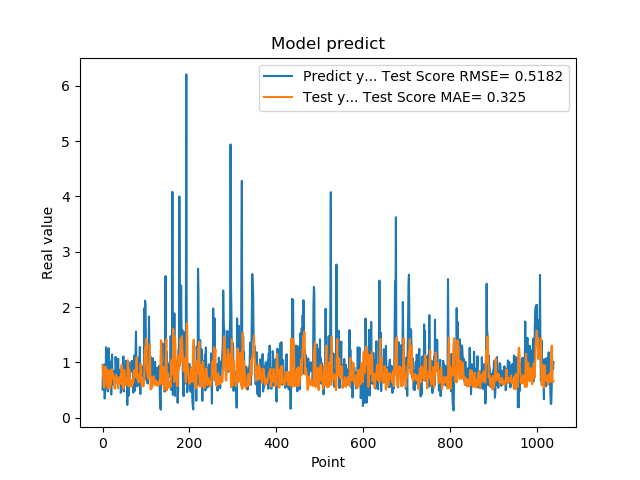 Model predict
Predict y... Test Score RMSE= 0.5182
Test y... Test Score MAE= 0.325
6
5
4
3
2
1
0
Real value
0 200 400 600 800 1000
Point